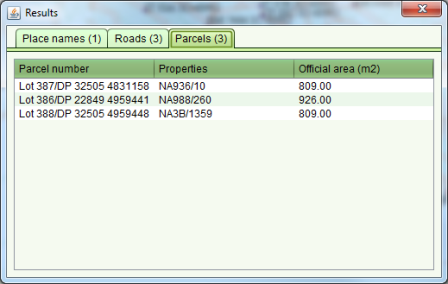 Results
Place names (1) Roads (3) Parcels (3)
Parcel number Properties Official area (m2)
Lot 387/DP 32505 4831158 NA936/10 809.00
Lot 386/DP 22849 4959441 NA988/260 926.00
Lot 388/DP 32505 4959448 NA3B/1359 809.00